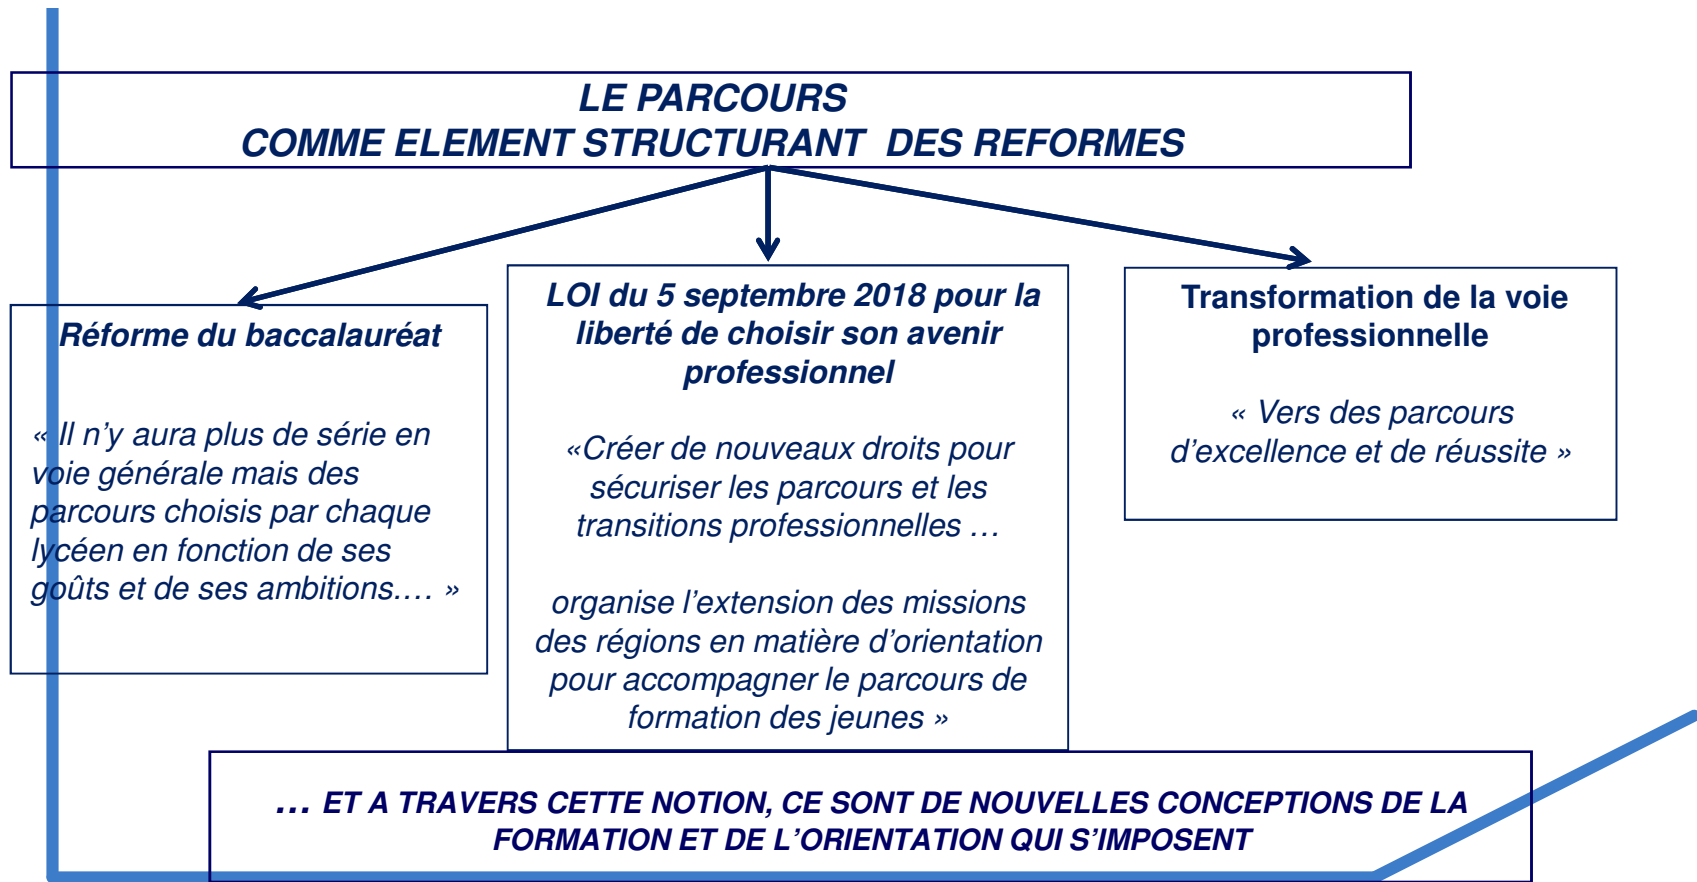 LE PARCOURS
COMME ELEMENT STRUCTURANT DES REFORMES
Réforme du baccalauréat
« Il n’y aura plus de série en
voie générale mais des
parcours choisis par chaque
lycéen en fonction de ses
goûts et de ses ambitions.… »
LOI du 5 septembre 2018 pour la
liberté de choisir son avenir
professionnel
«Créer de nouveaux droits pour
sécuriser les parcours et les
transitions professionnelles …
organise l’extension des missions
des régions en matière d’orientation
pour accompagner le parcours de
formation des jeunes »
Transformation de la voie
professionnelle
« Vers des parcours
d’excellence et de réussite »
… ET A TRAVERS CETTE NOTION, CE SONT DE NOUVELLES CONCEPTIONS DE LA
FORMATION ET DE L’ORIENTATION QUI S’IMPOSENT